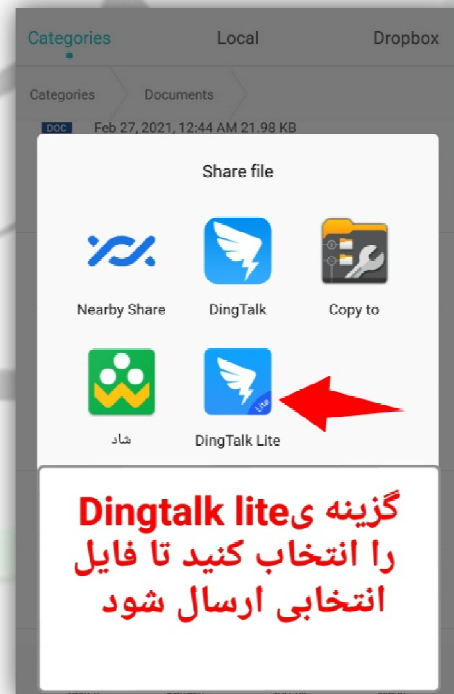 Categories Local Dropbox
Categories Documents
DOC Feb 27, 2021, 12:44 AM 21.98 KB
Share file
Nearby Share DingTalk Copy to
Lite
شاد DingTalk Lite
گزینه یDingtalk lite
را انتخاب کنید تا فایل
انتخابی ارسال شود